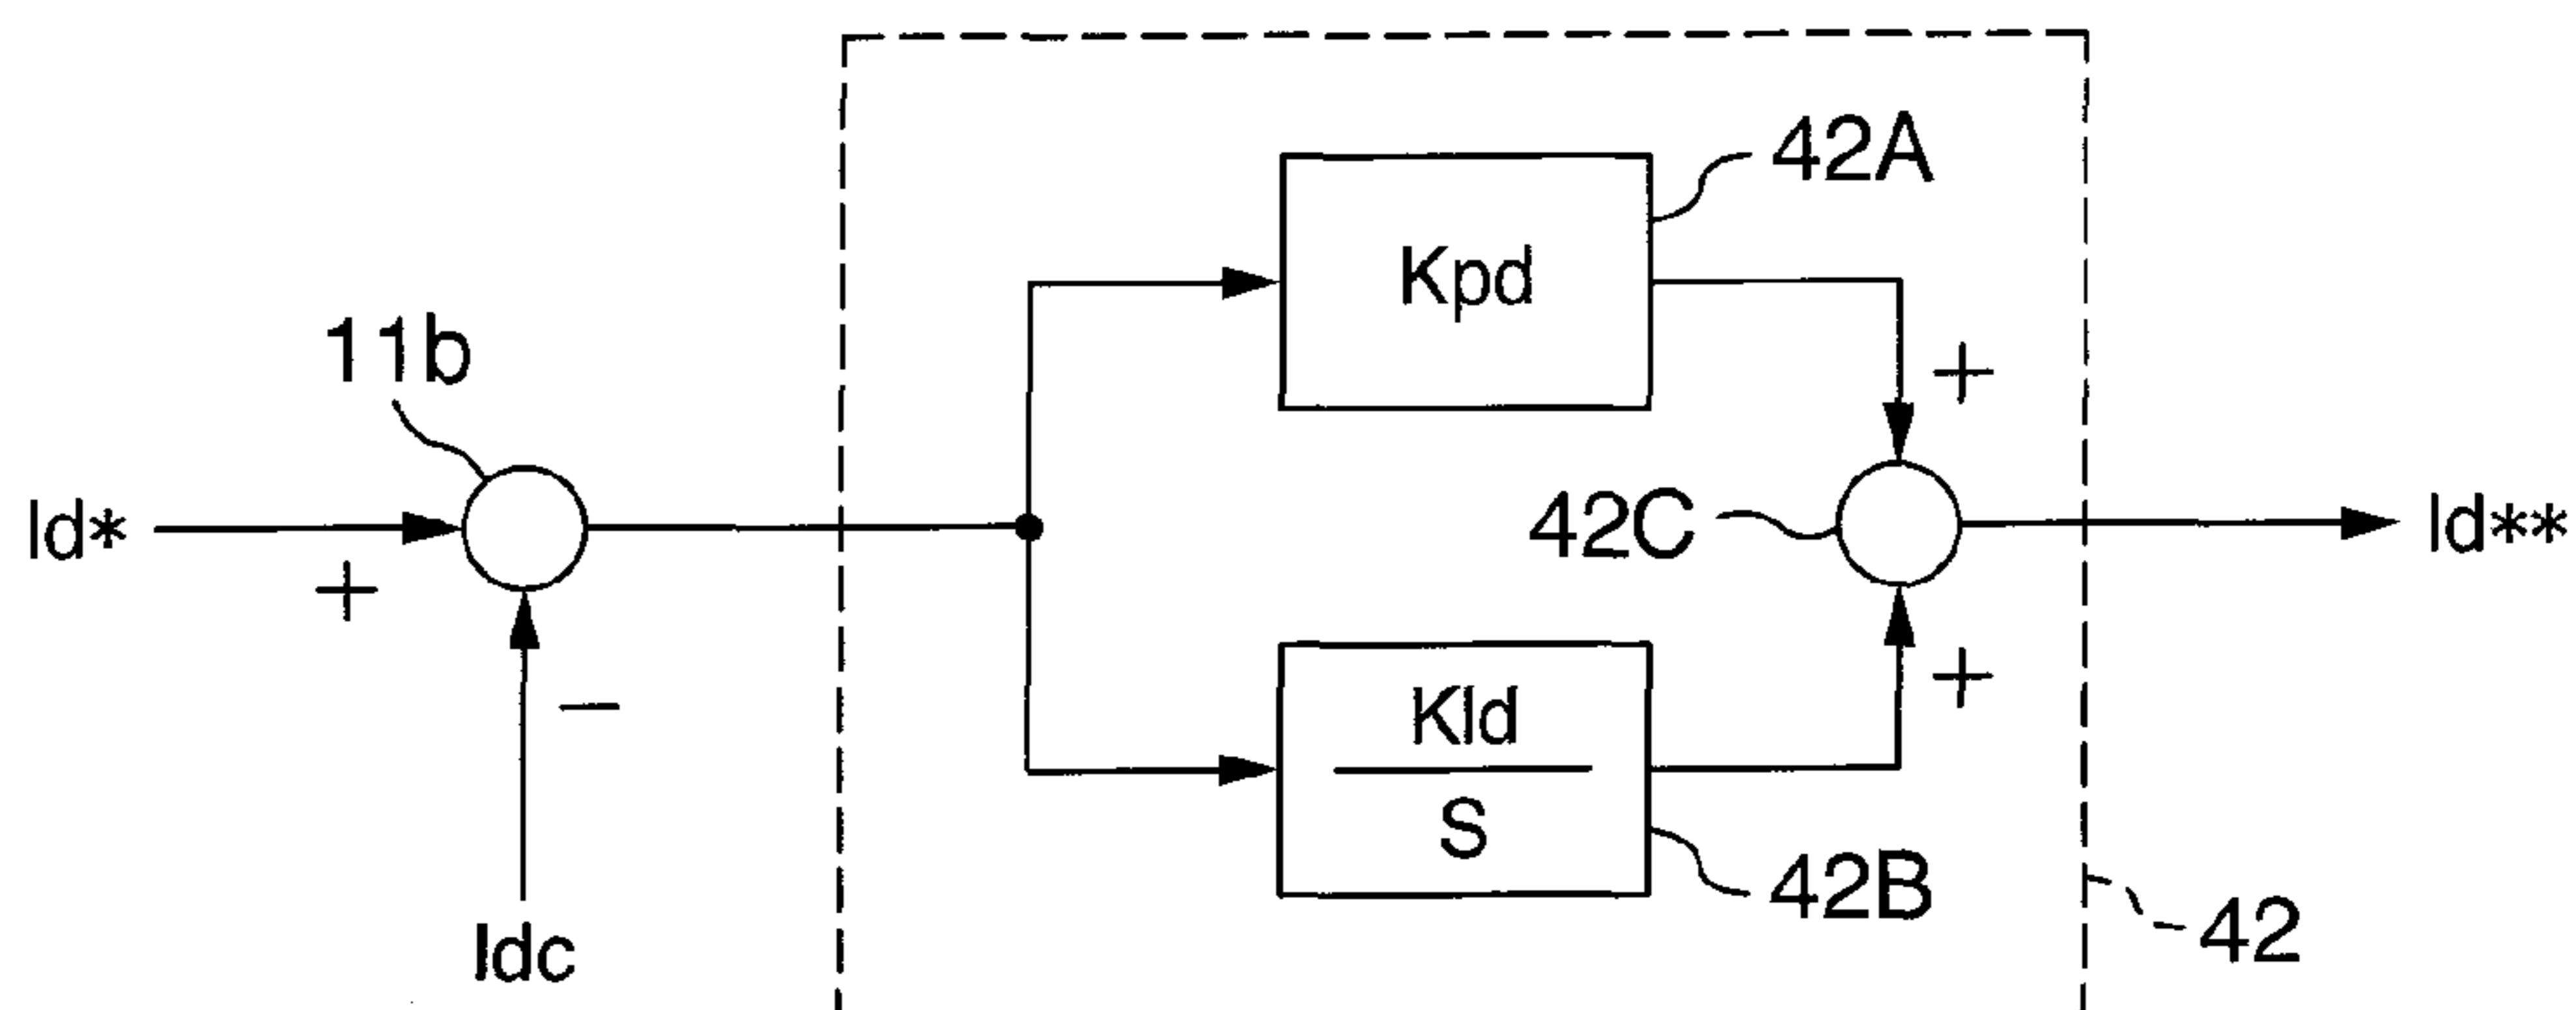 42A
Kpd
11b
+
Id*
+
42C
Id**
−
Idc
KId
S
+
42B
42